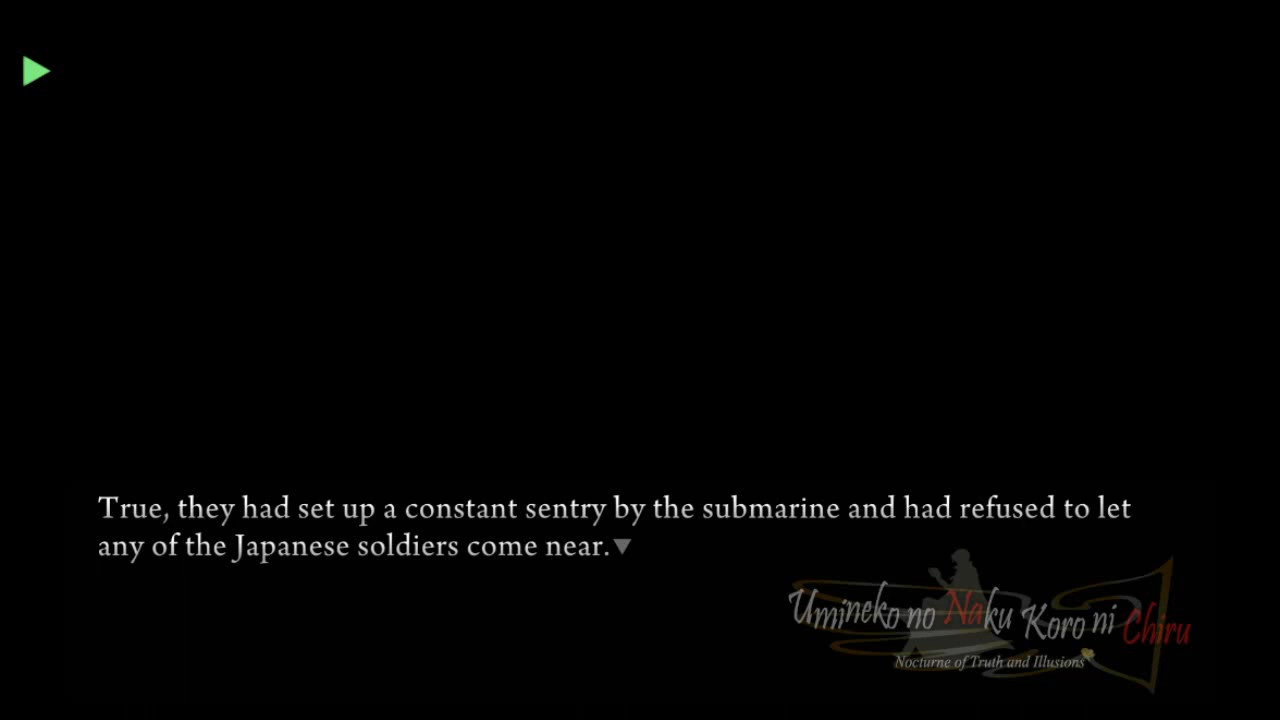 True, they had set up a constant sentry by the submarine and had refused to let
any of the Japanese soldiers come near.
Umineko no Naku Koro ni Chiru
Nocturne of Truth and Illusions